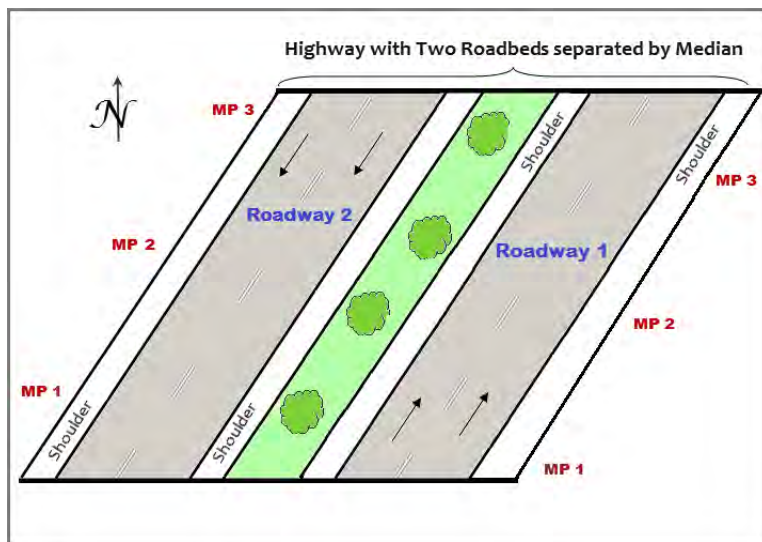 Highway with Two Roadbeds separated by Median
N
MP 3
Shoulder
Shoulder
MP 3
Roadway 2
MP 2
Roadway 1
MP 2
MP 1
Shoulder
Shoulder
MP 1